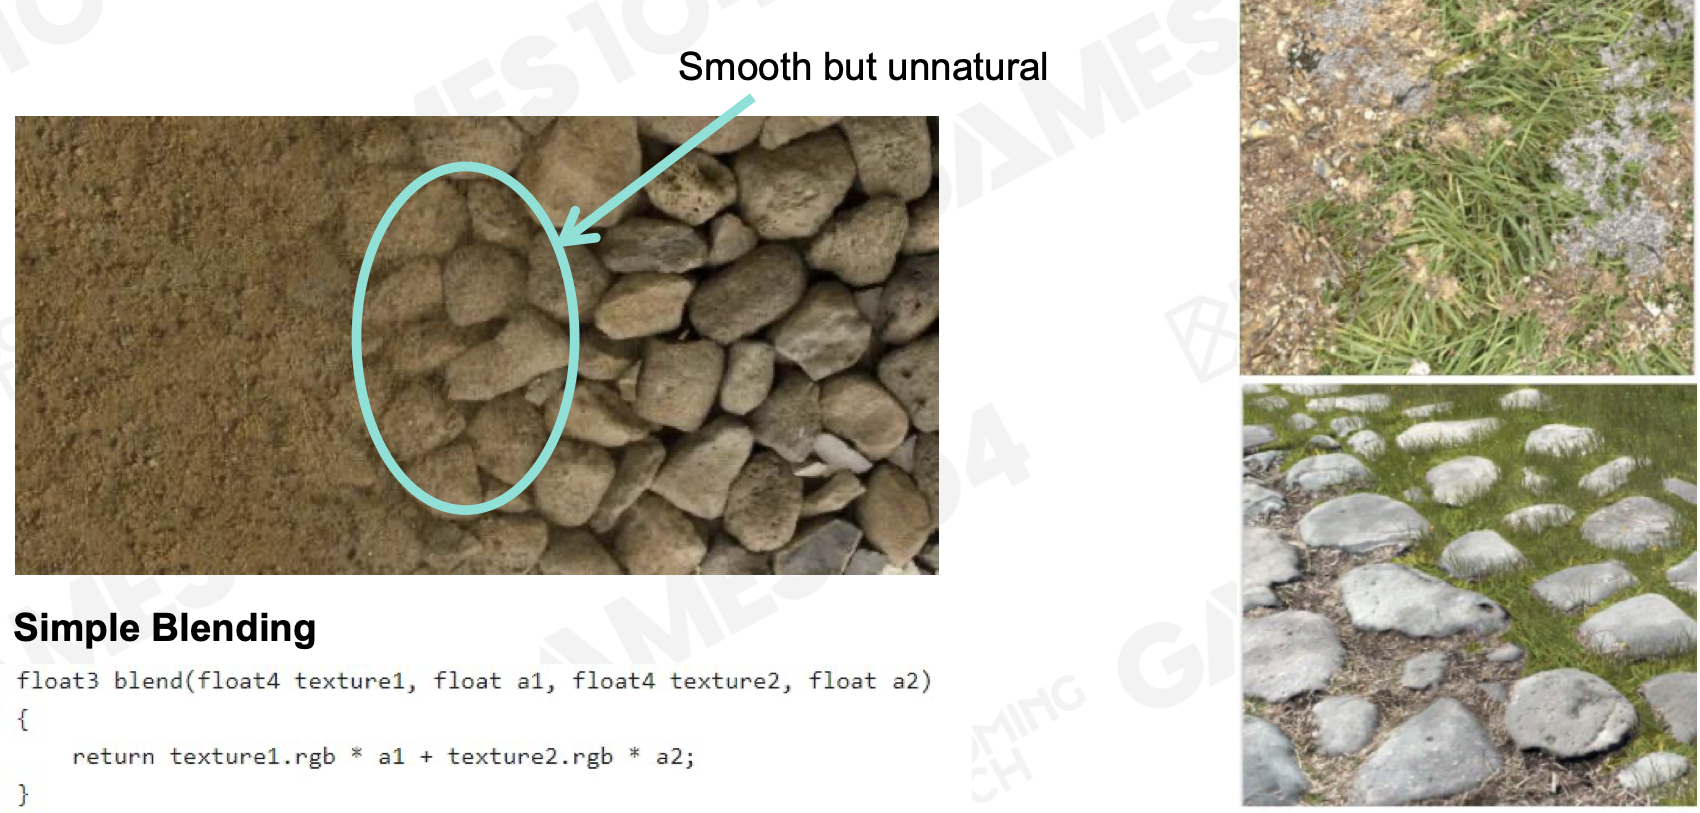 Smooth but unnatural
Simple Blending
float3 blend(float4 texture1, float a1, float4 texture2, float a2)
{
    return texture1.rgb * a1 + texture2.rgb * a2;
}